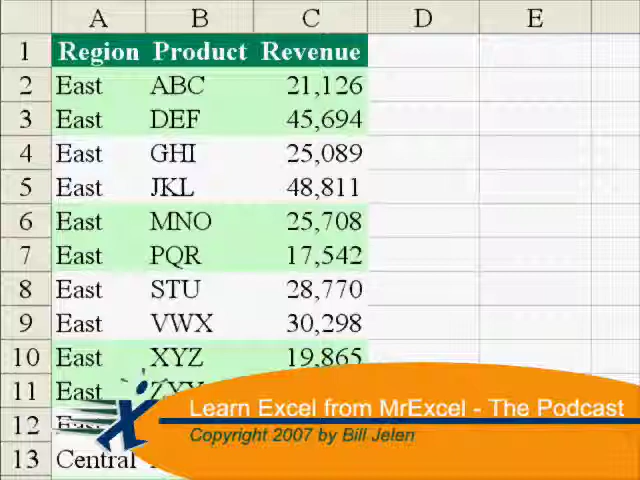 A B C D E
1 Region Product Revenue
2 East ABC 21,126
3 East DEF 45,694
4 East GHI 25,089
5 East JKL 48,811
6 East MNO 25,708
7 East PQR 17,542
8 East STU 28,770
9 East VWX 30,298
10 East XYZ 19,865
11 East
12
13 Central
Learn Excel from MrExcel - The Podcast
Copyright 2007 by Bill Jelen